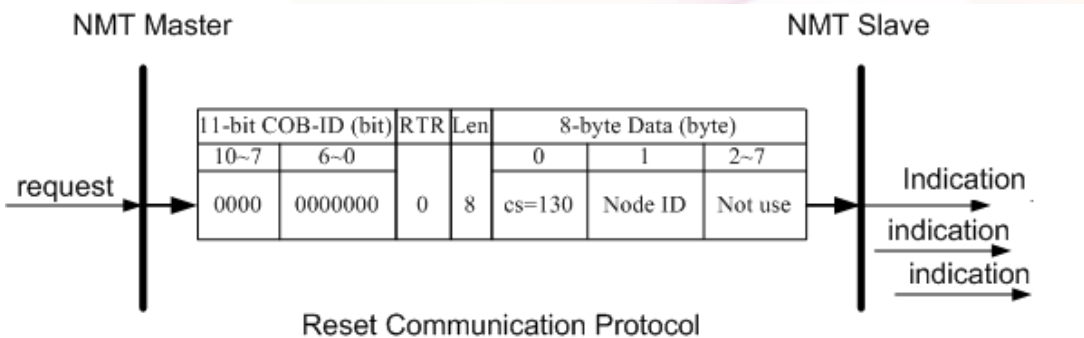 NMT Master
NMT Slave
11-bit COB-ID (bit) RTR Len 8-byte Data (byte)
10~7 6~0 0 1 2~7
request 0000 0000000 0 8 cs=130 Node ID Not use Indication
indication
indication
Reset Communication Protocol